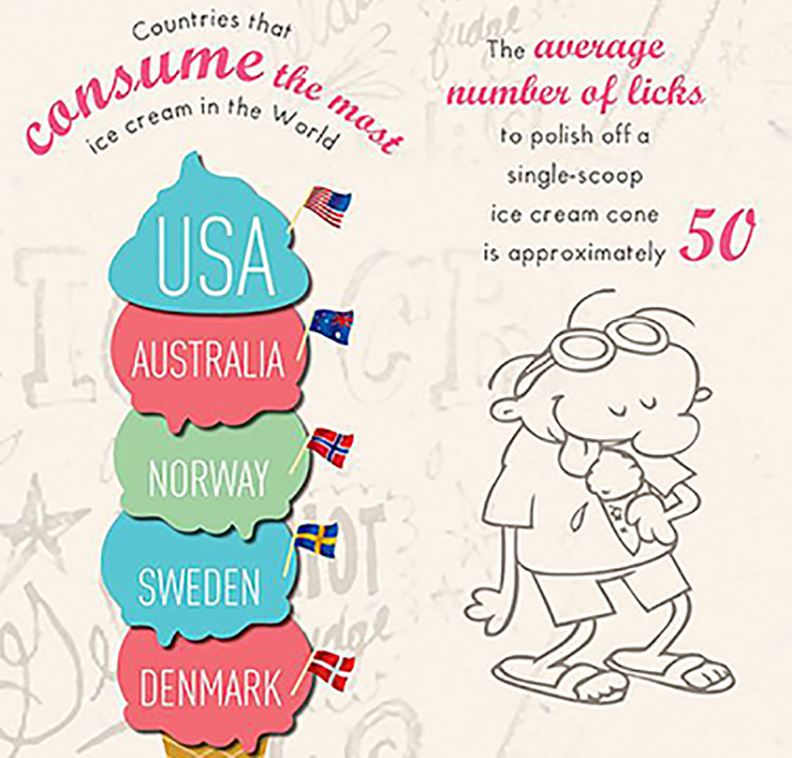 Countries that
consume the most
ice cream in the World
USA
AUSTRALIA
NORWAY
SWEDEN
DENMARK
The average
number of licks
to polish off a
single-scoop
ice cream cone
is approximately 50
fudge